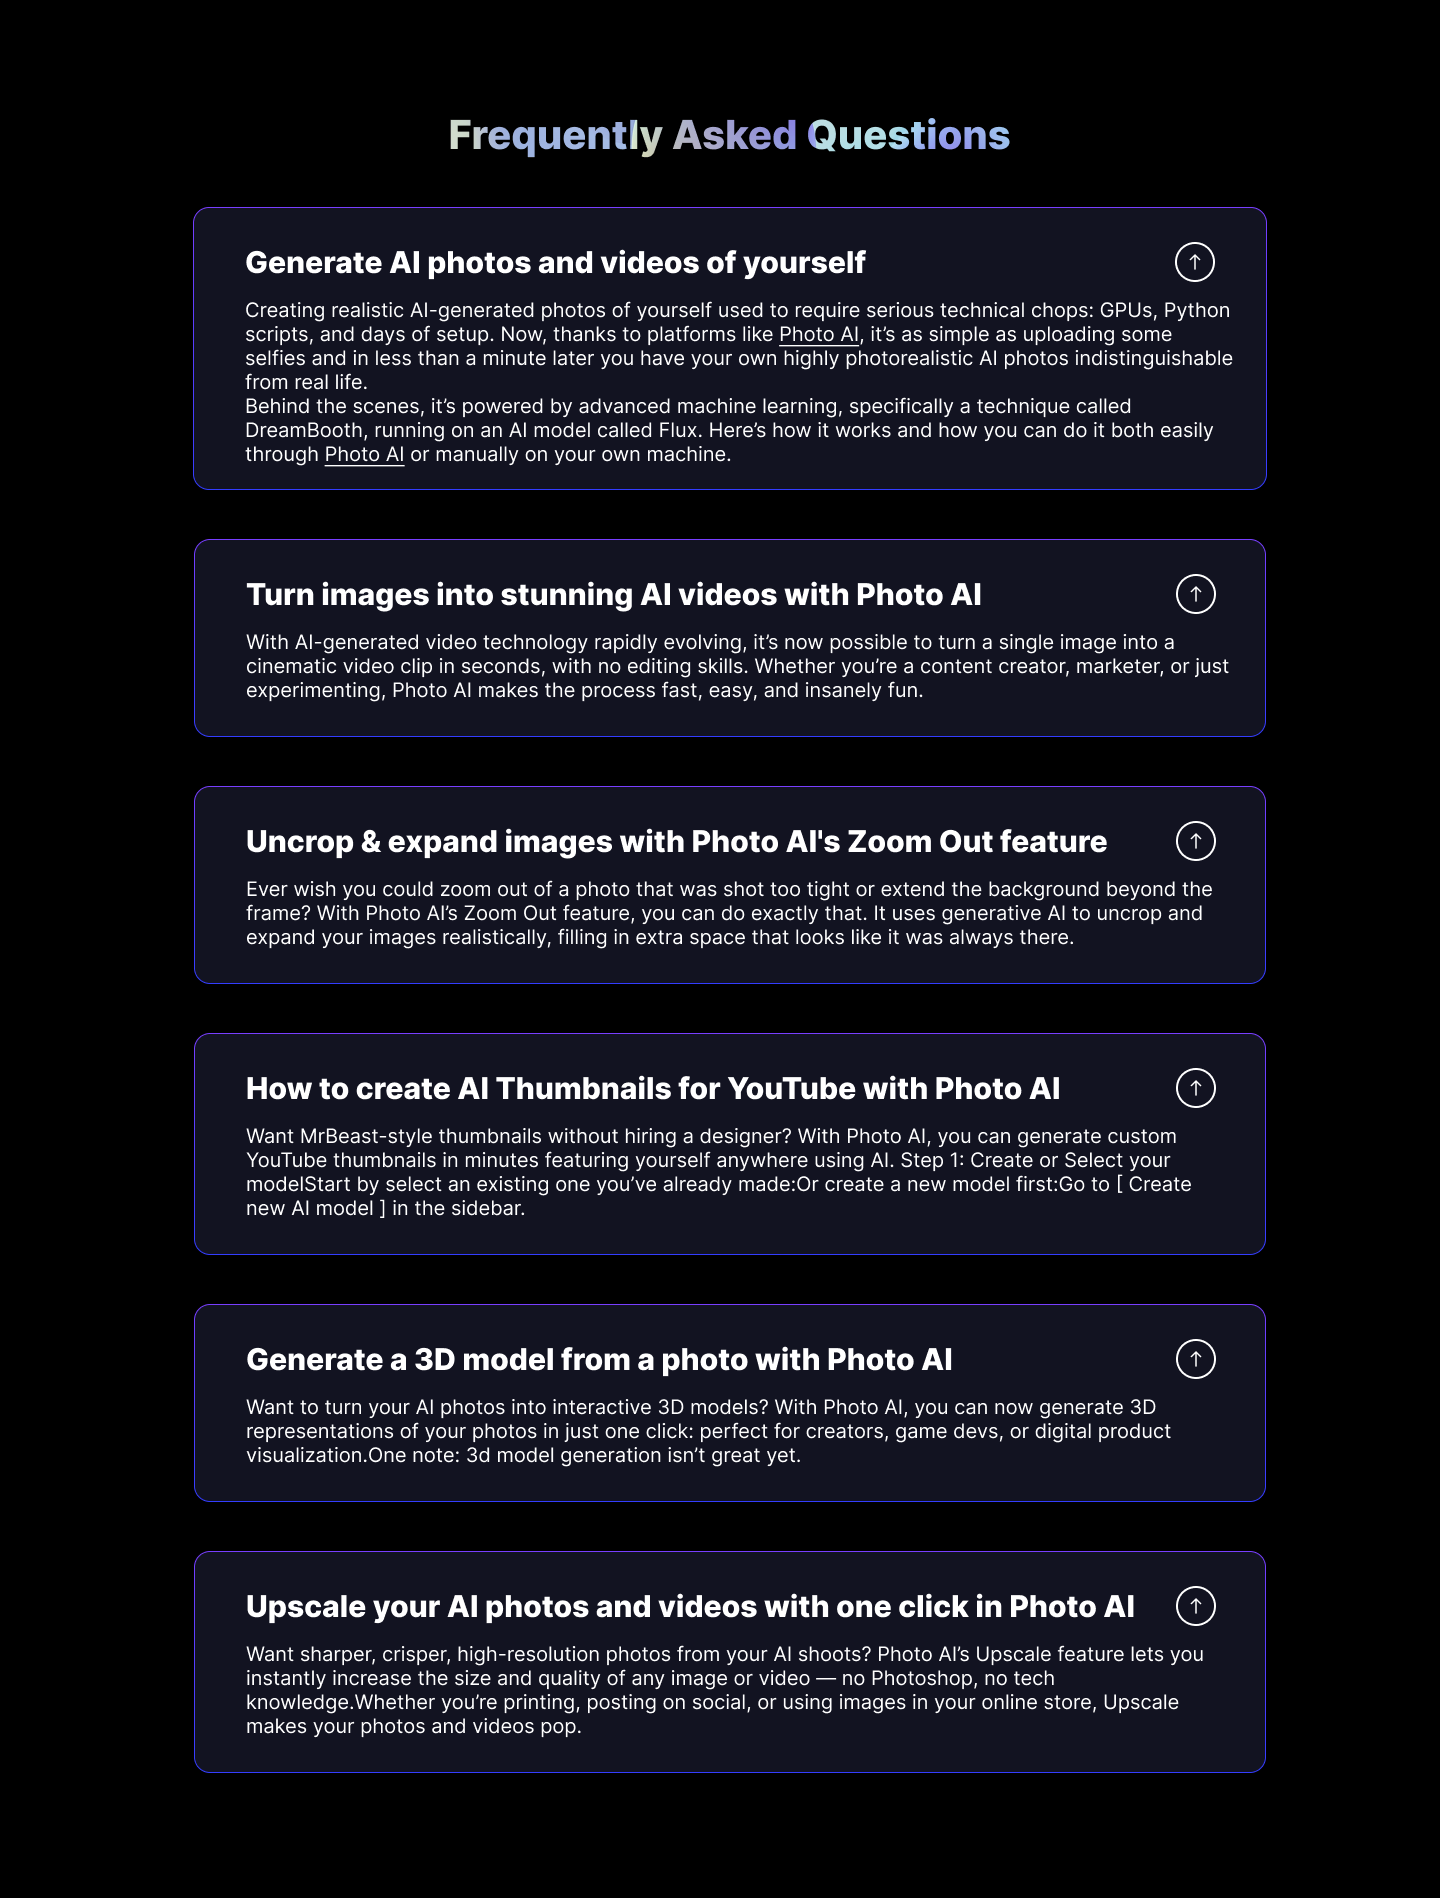 Frequently Asked Questions
Generate AI photos and videos of yourself
Creating realistic AI-generated photos of yourself used to require serious technical chops: GPUs, Python
scripts, and days of setup. Now, thanks to platforms like Photo AI, it’s as simple as uploading some
selfies and in less than a minute later you have your own highly photorealistic AI photos indistinguishable
from real life.
Behind the scenes, it’s powered by advanced machine learning, specifically a technique called
DreamBooth, running on an AI model called Flux. Here’s how it works and how you can do it both easily
through Photo AI or manually on your own machine.
Turn images into stunning AI videos with Photo AI
With AI-generated video technology rapidly evolving, it’s now possible to turn a single image into a
cinematic video clip in seconds, with no editing skills. Whether you’re a content creator, marketer, or just
experimenting, Photo AI makes the process fast, easy, and insanely fun.
Uncrop & expand images with Photo AI's Zoom Out feature
Ever wish you could zoom out of a photo that was shot too tight or extend the background beyond the
frame? With Photo AI’s Zoom Out feature, you can do exactly that. It uses generative AI to uncrop and
expand your images realistically, filling in extra space that looks like it was always there.
How to create AI Thumbnails for YouTube with Photo AI
Want MrBeast-style thumbnails without hiring a designer? With Photo AI, you can generate custom
YouTube thumbnails in minutes featuring yourself anywhere using AI. Step 1: Create or Select your
modelStart by select an existing one you’ve already made:Or create a new model first:Go to [ Create
new AI model ] in the sidebar.
Generate a 3D model from a photo with Photo AI
Want to turn your AI photos into interactive 3D models? With Photo AI, you can now generate 3D
representations of your photos in just one click: perfect for creators, game devs, or digital product
visualization.One note: 3d model generation isn’t great yet.
Upscale your AI photos and videos with one click in Photo AI
Want sharper, crisper, high-resolution photos from your AI shoots? Photo AI’s Upscale feature lets you
instantly increase the size and quality of any image or video — no Photoshop, no tech
knowledge.Whether you’re printing, posting on social, or using images in your online store, Upscale
makes your photos and videos pop.